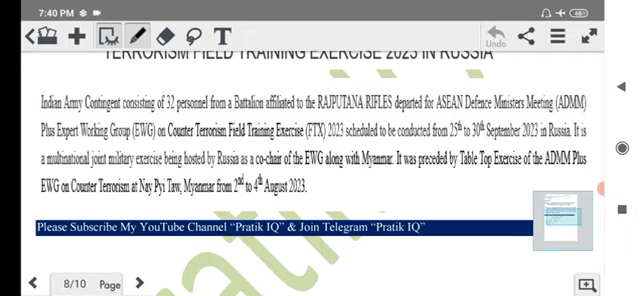 7:40 PM
48
T
Undo
TERRORISM FIELD TRAINING EXERCISE 2023 IN RUSSIA
Indian Army Contingent consisting of 32 personnel from a Battalion affiliated to the RAJPUTANA RIFLES departed for ASEAN Defence Ministers Meeting (ADMM)
Plus Expert Working Group (EWG) on Counter Terrorism Field Training Exercise (FTX) 2023 scheduled to be conducted from 25th to 30th September 2023 in Russia. It is
a multinational joint military exercise being hosted by Russia as a co-chair of the EWG along with Myanmar. It was preceded by Table Top Exercise of the ADMM Plus
EWG on Counter Terrorism at Nay Pyi Taw, Myanmar from 2nd to 4th August 2023.
Please Subscribe My YouTube Channel “Pratik IQ” & Join Telegram “Pratik IQ”
8/10 Page